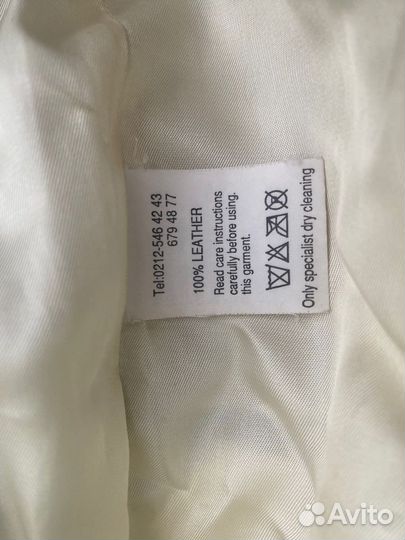 Tel:0212-546 42 43
679 48 77
100% LEATHER
Read care instructions
carefully before using.
this garment.
Only specialist dry cleaning
Avito